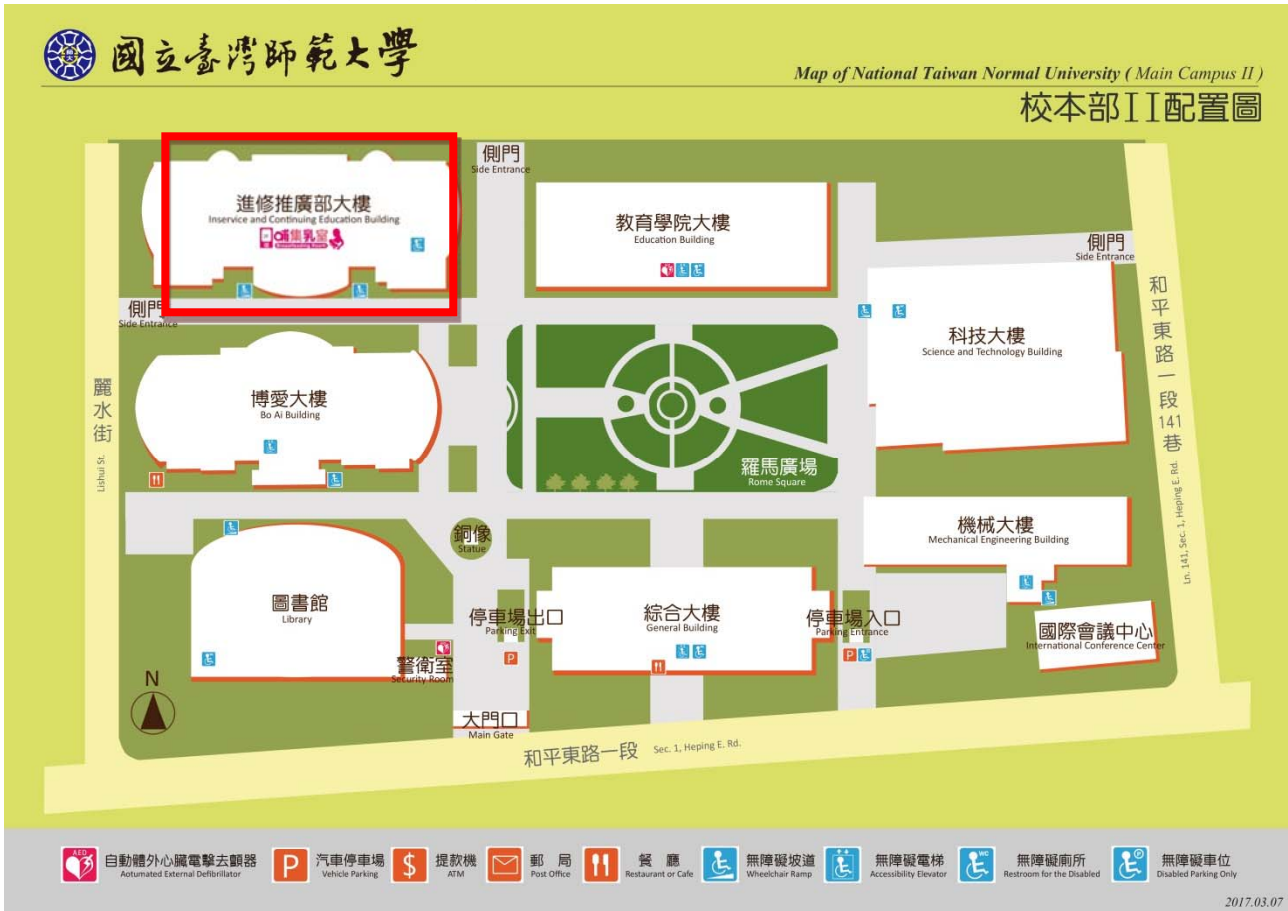 國立臺灣師範大學
Map of National Taiwan Normal University ( Main Campus II )
校本部II配置圖
側門
Side Entrance
進修推廣部大樓
Inservice and Continuing Education Building
哺集乳室
Breastfeeding Room
教育學院大樓
Education Building
側門
Side Entrance
側門
Side Entrance
科技大樓
Science and Technology Building
和平東路一段141巷
Ln. 141, Sec. 1, Heping E. Rd.
麗水街
Lishui St.
博愛大樓
Bo Ai Building
羅馬廣場
Rome Square
銅像
Statue
機械大樓
Mechanical Engineering Building
圖書館
Library
停車場出口
Parking Exit
P
綜合大樓
General Building
停車場入口
Parking Entrance
P
國際會議中心
International Conference Center
警衛室
Security Room
N
大門口
Main Gate
和平東路一段 Sec. 1, Heping E. Rd.
AED
自動體外心臟電擊去顫器
Aotumated External Defibrillator
P
汽車停車場
Vehicle Parking
$
提款機
ATM
郵局
Post Office
餐廳
Restaurant or Cafe
無障礙坡道
Wheelchair Ramp
無障礙電梯
Accessibility Elevator
WC
無障礙廁所
Restroom for the Disabled
P
無障礙車位
Disabled Parking Only
2017.03.07